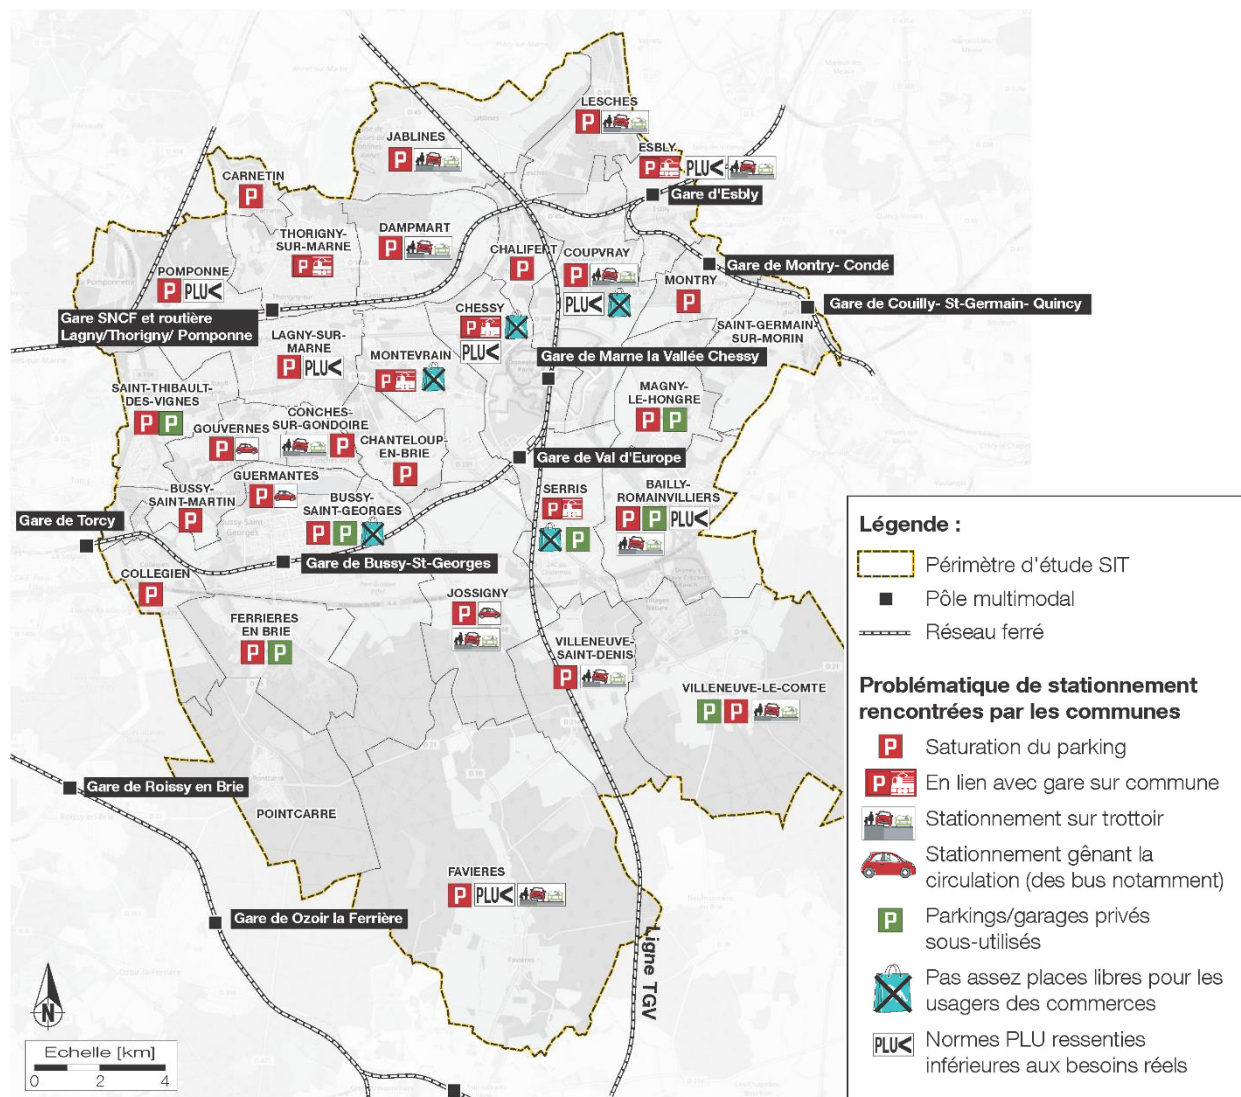 LESCHES
P
JABLINES
P
ESBLY
P PLU<
CARNETIN
P
Gare d'Esbly
THORIGNY-
SUR-MARNE
P
DAMPMART
P
CHALIFERT
P
COUPVRAY
P
PLU<
Gare de Montry- Condé
POMPONNE
P PLU<
MONTRY
P
Gare de Couilly- St-Germain- Quincy
Gare SNCF et routière
Lagny/Thorigny/ Pomponne
CHESSY
P
PLU<
SAINT-GERMAIN-
SUR-MORIN
LAGNY-SUR-
MARNE
P PLU<
MONTEVRAIN
P
Gare de Marne la Vallée Chessy
SAINT-THIBAULT-
DES-VIGNES
P P
MAGNY-
LE-HONGRE
P P
GOUVERNES
P
CONCHES-
SUR-GONDOIRE
P
CHANTELOUP-
EN-BRIE
P
Gare de Val d'Europe
BUSSY-
SAINT-MARTIN
P
GUERMANTES
P
BUSSY-
SAINT-GEORGES
P P
SERRIS
P
P
BAILLY-
ROMAINVILLIERS
P P PLU<
Gare de Torcy
Gare de Bussy-St-Georges
COLLEGIEN
P
JOSSIGNY
P
FERRIERES
EN BRIE
P P
VILLENEUVE-
SAINT-DENIS
P
VILLENEUVE-LE-COMTE
P P
Gare de Roissy en Brie
POINTCARRE
FAVIERES
P PLU<
Gare de Ozoir la Ferrière
Ligne TGV
N
Echelle [km]
0 2 4
Légende :
Périmètre d'étude SIT
Pôle multimodal
Réseau ferré
Problématique de stationnement
rencontrées par les communes
P Saturation du parking
P En lien avec gare sur commune
Stationnement sur trottoir
Stationnement gênant la
circulation (des bus notamment)
P Parkings/garages privés
sous-utilisés
Pas assez places libres pour les
usagers des commerces
PLU< Normes PLU ressenties
inférieures aux besoins réels